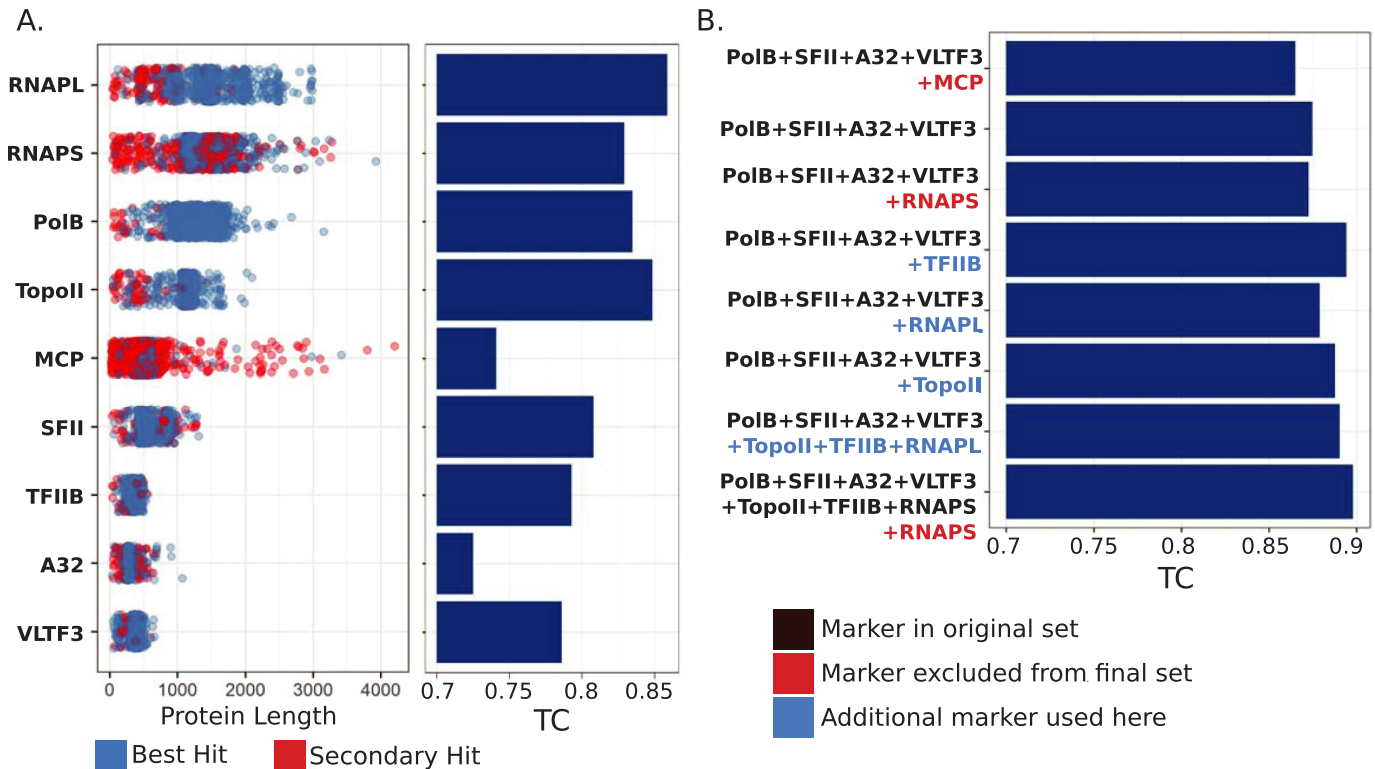 A.
RNAPL
RNAPS
PolB
TopoII
MCP
SFII
TFIIB
A32
VLTF3
0 1000 2000 3000 4000
Protein Length
Best Hit
Secondary Hit
0.7 0.75 0.8 0.85
TC
B.
PolB+SFII+A32+VLTF3
+MCP
PolB+SFII+A32+VLTF3
PolB+SFII+A32+VLTF3
+RNAPS
PolB+SFII+A32+VLTF3
+TFIIB
PolB+SFII+A32+VLTF3
+RNAPL
PolB+SFII+A32+VLTF3
+TopoII
PolB+SFII+A32+VLTF3
+TopoII+TFIIB+RNAPL
PolB+SFII+A32+VLTF3
+TopoII+TFIIB+RNAPS
+RNAPS
0.7 0.75 0.8 0.85 0.9
TC
Marker in original set
Marker excluded from final set
Additional marker used here